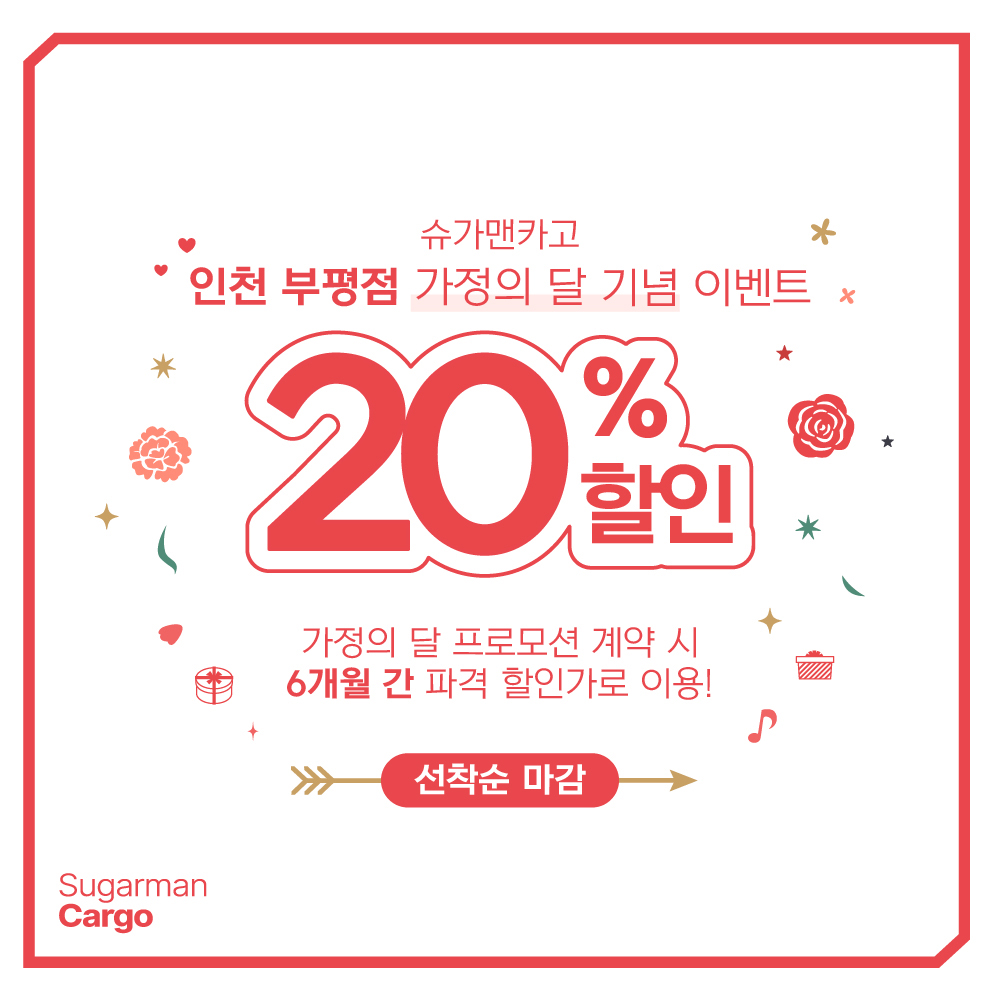 슈가맨카고
인천 부평점 가정의 달 기념 이벤트
20%
할인
가정의 달 프로모션 계약 시
6개월 간 파격 할인가로 이용!
선착순 마감
Sugarman
Cargo